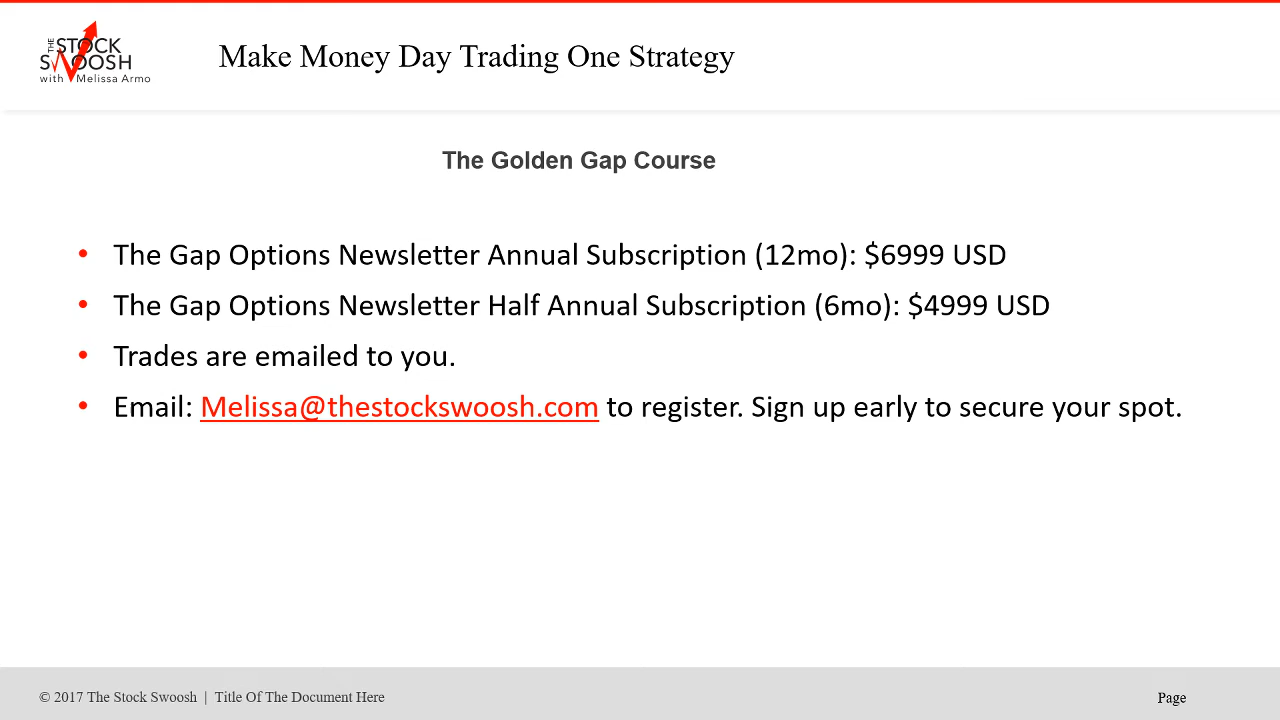 THE STOCK
SWOOSH
with Melissa Armo
Make Money Day Trading One Strategy
The Golden Gap Course
• The Gap Options Newsletter Annual Subscription (12mo): $6999 USD
• The Gap Options Newsletter Half Annual Subscription (6mo): $4999 USD
• Trades are emailed to you.
• Email: Melissa@thestockswoosh.com to register. Sign up early to secure your spot.
© 2017 The Stock Swoosh | Title Of The Document Here
Page